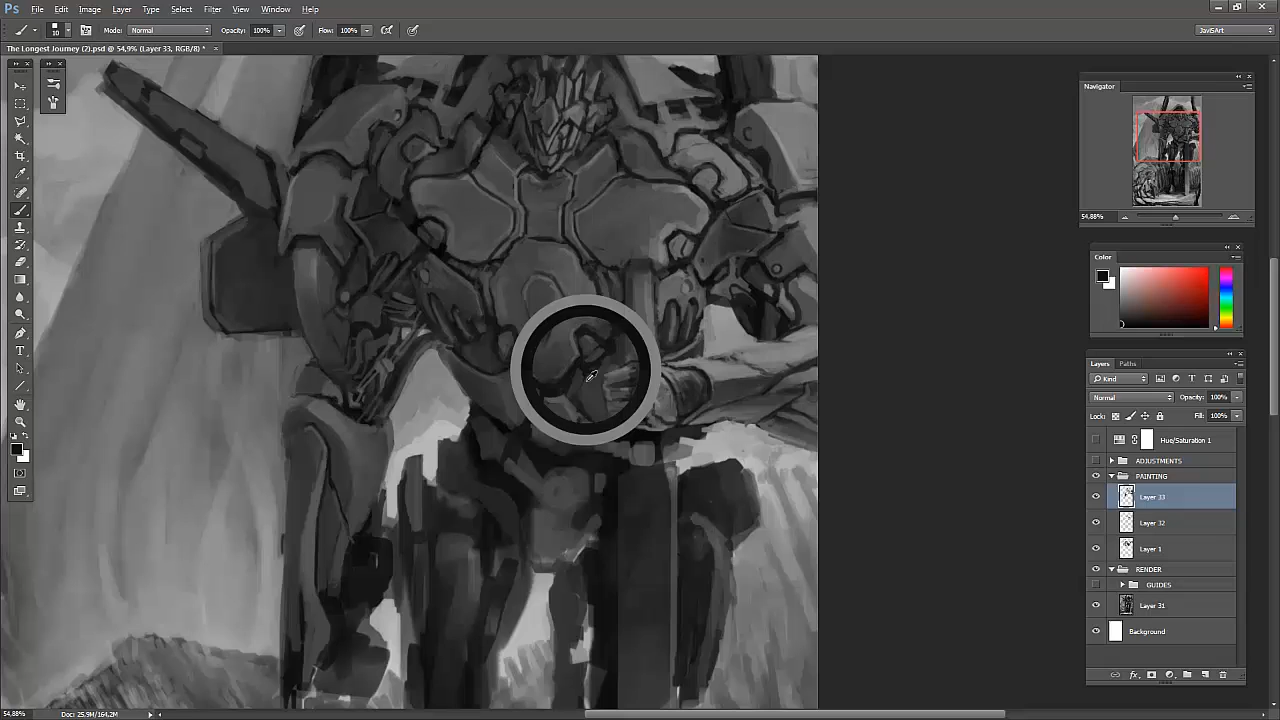 Ps File Edit Image Layer Type Select Filter View Window Help
10 Mode: Normal Opacity: 100% Flow: 100% JaviSArt
The Longest Journey (2).psd @ 54,9% (Layer 33, RGB/8) * ×
Navigator
54,88%
Color
Layers Paths
Kind
Normal Opacity: 100%
Lock: Fill: 100%
Hue/Saturation 1
ADJUSTMENTS
PAINTING
Layer 33
Layer 32
Layer 1
RENDER
GUIDES
Layer 31
Background
fx
54,88% Doc: 25,9M/164,2M